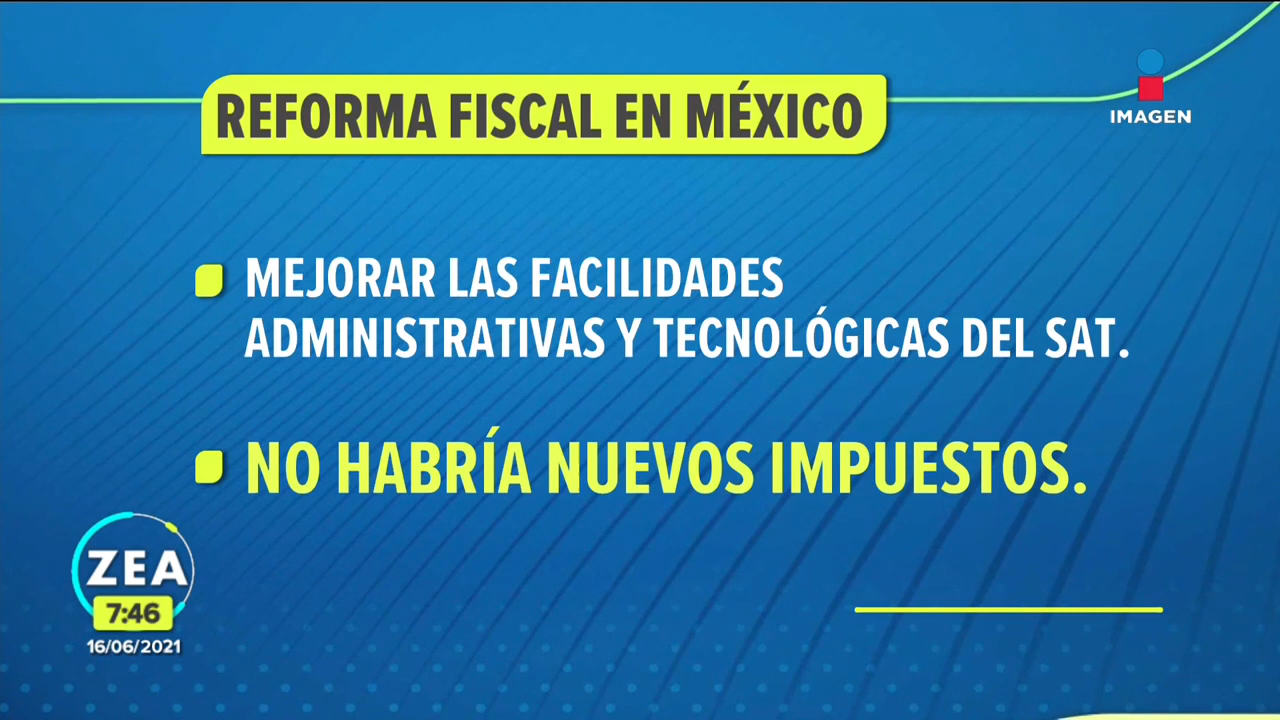 REFORMA FISCAL EN MÉXICO
IMAGEN
MEJORAR LAS FACILIDADES
ADMINISTRATIVAS Y TECNOLÓGICAS DEL SAT.
NO HABRÍA NUEVOS IMPUESTOS.
ZEA
7:46
16/06/2021